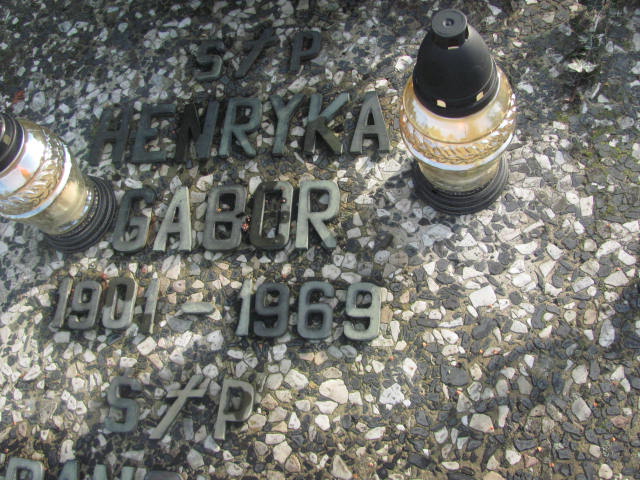 S † P
HENRYKA
GABOR
1901 – 1969
S † P